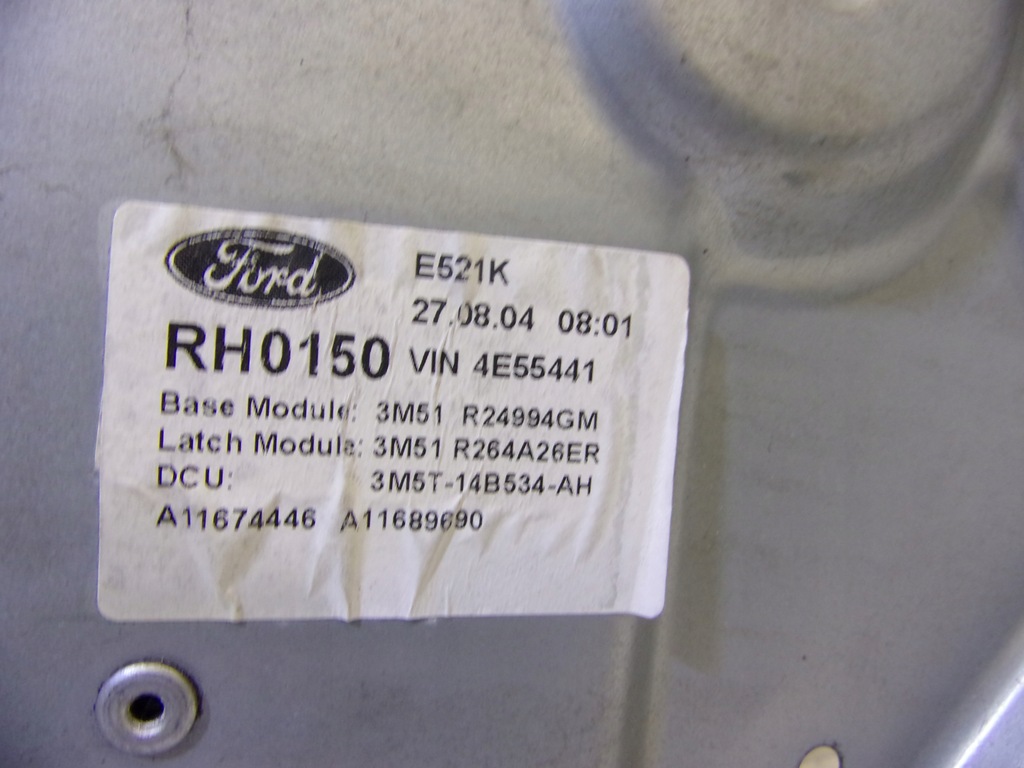 Ford E521K
27.08.04 08:01
RH0150 VIN 4E55441
Base Module: 3M51 R24994GM
Latch Module: 3M51 R264A26ER
DCU: 3M5T-14B534-AH
A11674446 A11689690